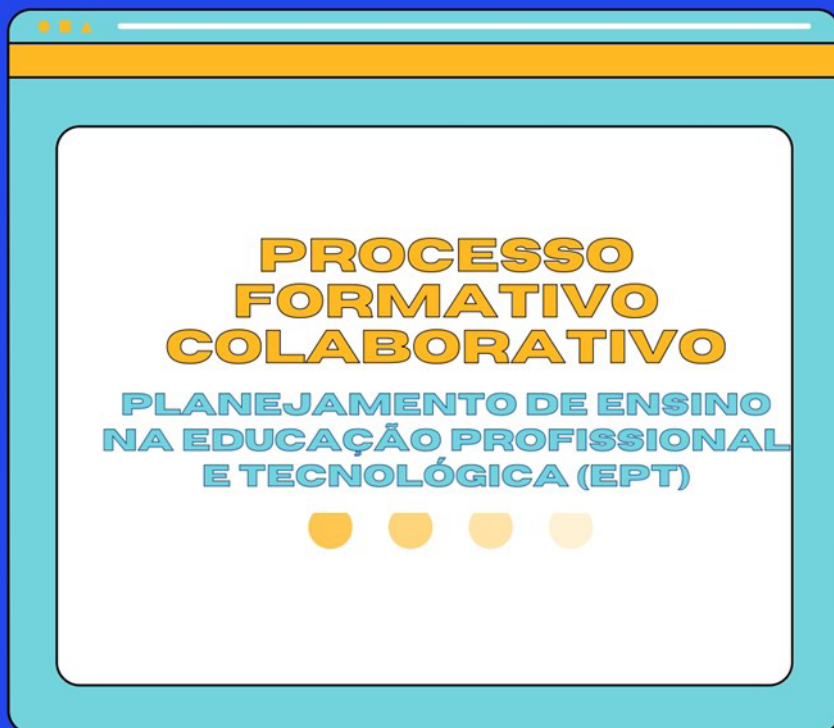 PROCESSO
FORMATIVO
COLABORATIVO
PLANEJAMENTO DE ENSINO
NA EDUCAÇÃO PROFISSIONAL
E TECNOLÓGICA (EPT)